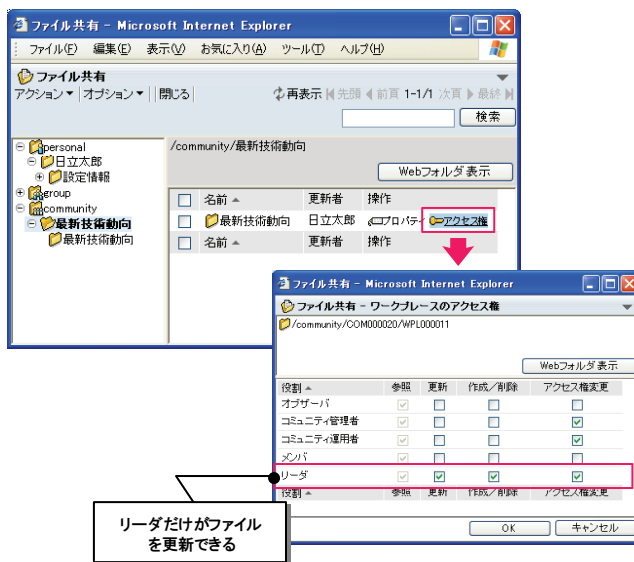 ファイル共有 - Microsoft Internet Explorer
ファイル(F) 編集(E) 表示(V) お気に入り(A) ツール(T) ヘルプ(H)
ファイル共有
アクション オプション 閉じる 再表示 先頭 前頁 1-1/1 次頁 最終
検索
personal
日立太郎
設定情報
group
community
最新技術動向
最新技術動向
/community/最新技術動向
Webフォルダ表示
名前 更新者 操作
最新技術動向 日立太郎 プロパティ アクセス権
名前 更新者 操作
ファイル共有 - Microsoft Internet Explorer
ファイル共有 - ワークプレースのアクセス権
/community/COM000020/WPL000011
Webフォルダ表示
役割 参照 更新 作成/削除 アクセス権変更
オブザーバ
コミュニティ管理者
コミュニティ運用者
メンバ
リーダ
役割 参照 更新 作成/削除 アクセス権変更
OK キャンセル
リーダだけがファイル
を更新できる